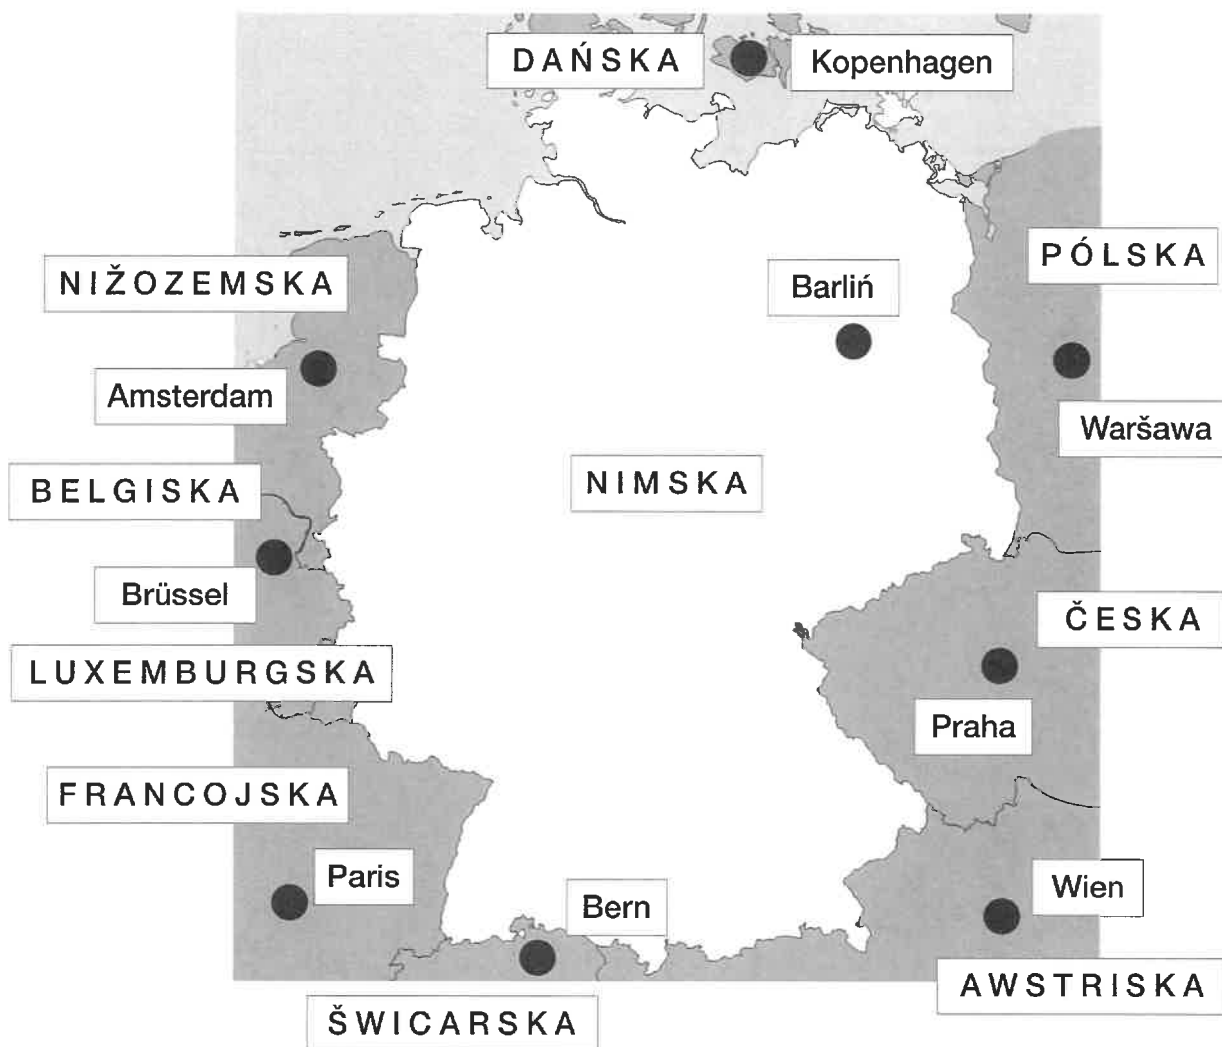 DAŃSKA
Kopenhagen
NIŽOZEMSKA
PÓLSKA
Barliń
Amsterdam
Waršawa
BELGISKA
NIMSKA
Brüssel
ČESKA
LUXEMBURGSKA
Praha
FRANCOJSKA
Paris
Wien
Bern
AWSTRISKA
ŠWICARSKA